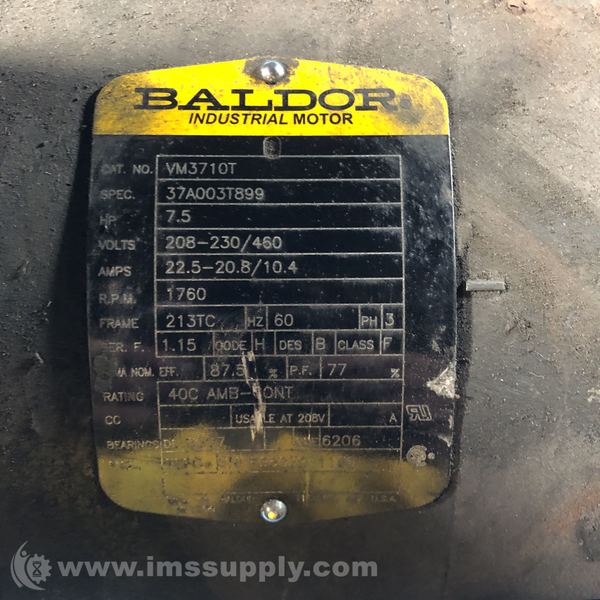 BALDOR
INDUSTRIAL MOTOR
CAT. NO. VM3710T
SPEC. 37A003T899
HP 7.5
VOLTS 208-230/460
AMPS 22.5-20.8/10.4
R.P.M. 1760
FRAME 213TC HZ 60 PH 3
SER. F. 1.15 CODE H DES B CLASS F
NOM. EFF. 87.5 % P.F. 77 %
RATING 40C AMB-CONT
CC USABLE AT 208V A
BEARINGS 6206
www.imssupply.com